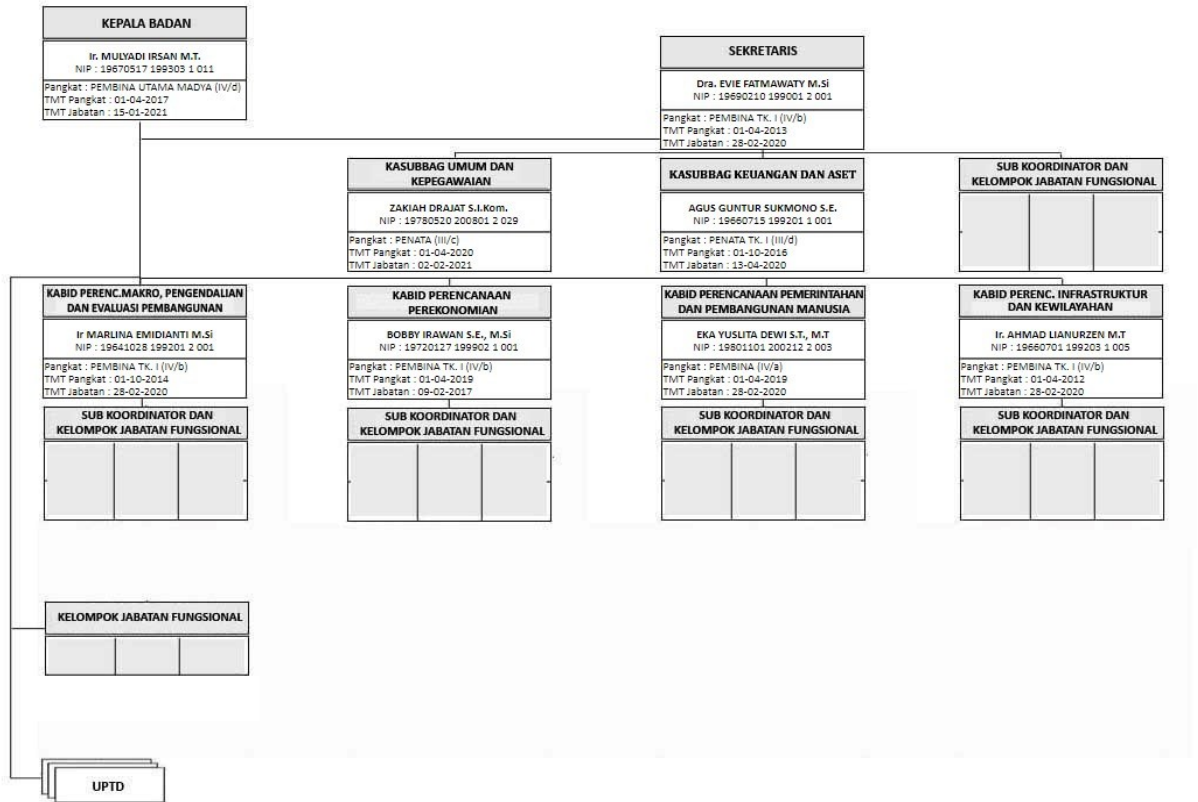 KEPALA BADAN
Ir. MULYADI IRSAN M.T.
NIP : 19670517 199303 1 011
Pangkat : PEMBINA UTAMA MADYA (IV/d)
TMT Pangkat : 01-04-2017
TMT Jabatan : 15-01-2021
SEKRETARIS
Dra. EVIE FATMAWATY M.Si
NIP : 19690210 199001 2 001
Pangkat : PEMBINA TK. I (IV/b)
TMT Pangkat : 01-04-2013
TMT Jabatan : 28-02-2020
KASUBBAG UMUM DAN
KEPEGAWAIAN
ZAKIAH DRAJAT S.I.Kom.
NIP : 19780520 200801 2 029
Pangkat : PENATA (III/c)
TMT Pangkat : 01-04-2020
TMT Jabatan : 02-02-2021
KASUBBAG KEUANGAN DAN ASET
AGUS GUNTUR SUKMONO S.E.
NIP : 19660715 199201 1 001
Pangkat : PENATA TK. I (III/d)
TMT Pangkat : 01-10-2016
TMT Jabatan : 13-04-2020
SUB KOORDINATOR DAN
KELOMPOK JABATAN FUNGSIONAL
KABID PERENC.MAKRO, PENGENDALIAN
DAN EVALUASI PEMBANGUNAN
Ir MARLINA EMIDIANTI M.Si
NIP : 19641028 199201 2 001
Pangkat : PEMBINA TK. I (IV/b)
TMT Pangkat : 01-10-2014
TMT Jabatan : 28-02-2020
KABID PERENCANAAN
PEREKONOMIAN
BOBBY IRAWAN S.E., M.Si
NIP : 19720127 199902 1 001
Pangkat : PEMBINA TK. I (IV/b)
TMT Pangkat : 01-04-2019
TMT Jabatan : 09-02-2017
KABID PERENCANAAN PEMERINTAHAN
DAN PEMBANGUNAN MANUSIA
EKA YUSLITA DEWI S.T., M.T
NIP : 19801101 200212 2 003
Pangkat : PEMBINA (IV/a)
TMT Pangkat : 01-04-2019
TMT Jabatan : 28-02-2020
KABID PERENC. INFRASTRUKTUR
DAN KEWILAYAHAN
Ir. AHMAD LIANURZEN M.T
NIP : 19660701 199203 1 005
Pangkat : PEMBINA TK. I (IV/b)
TMT Pangkat : 01-04-2012
TMT Jabatan : 28-02-2020
SUB KOORDINATOR DAN
KELOMPOK JABATAN FUNGSIONAL
SUB KOORDINATOR DAN
KELOMPOK JABATAN FUNGSIONAL
SUB KOORDINATOR DAN
KELOMPOK JABATAN FUNGSIONAL
SUB KOORDINATOR DAN
KELOMPOK JABATAN FUNGSIONAL
KELOMPOK JABATAN FUNGSIONAL
UPTD